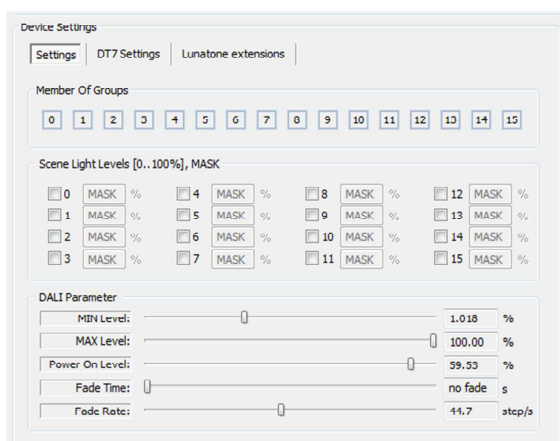 Device Settings
Settings DT7 Settings Lunatone extensions
Member Of Groups
0 1 2 3 4 5 6 7 8 9 10 11 12 13 14 15
Scene Light Levels [0..100%], MASK
0 MASK % 4 MASK % 8 MASK % 12 MASK %
1 MASK % 5 MASK % 9 MASK % 13 MASK %
2 MASK % 6 MASK % 10 MASK % 14 MASK %
3 MASK % 7 MASK % 11 MASK % 15 MASK %
DALI Parameter
MIN Level: 1.018 %
MAX Level: 100.00 %
Power On Level: 59.53 %
Fade Time: no fade s
Fade Rate: 44.7 step/s